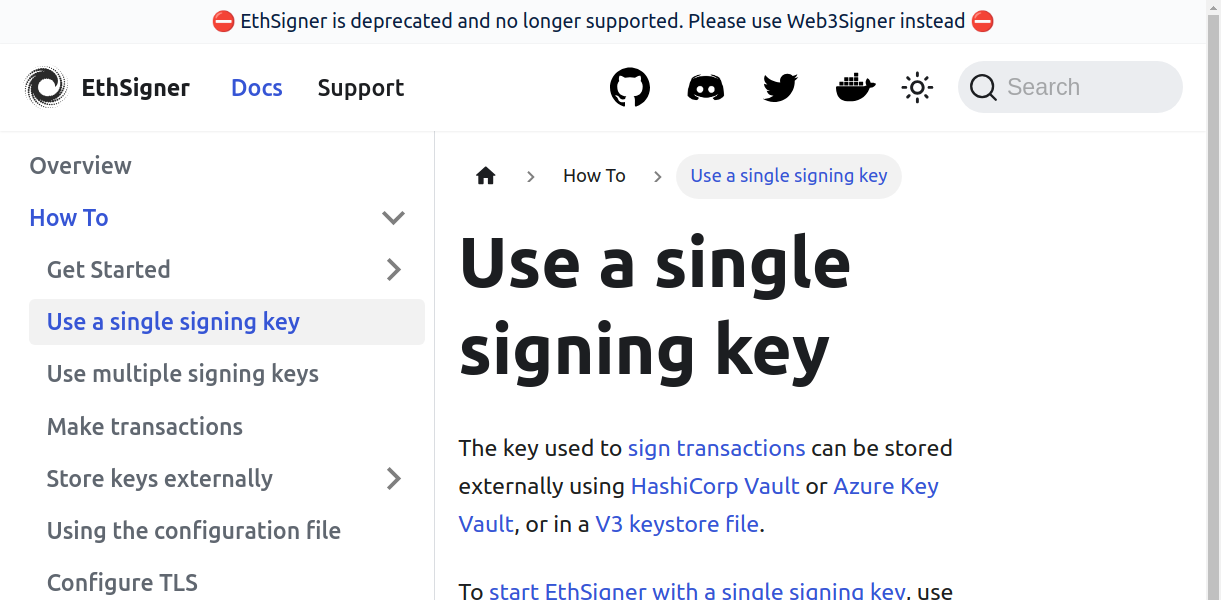 ⛔ EthSigner is deprecated and no longer supported. Please use Web3Signer instead ⛔
EthSigner Docs Support Search
Overview
How To
Get Started
Use a single signing key
Use multiple signing keys
Make transactions
Store keys externally
Using the configuration file
Configure TLS
How To Use a single signing key
Use a single
signing key
The key used to sign transactions can be stored
externally using HashiCorp Vault or Azure Key
Vault, or in a V3 keystore file.
To start EthSigner with a single signing key, use